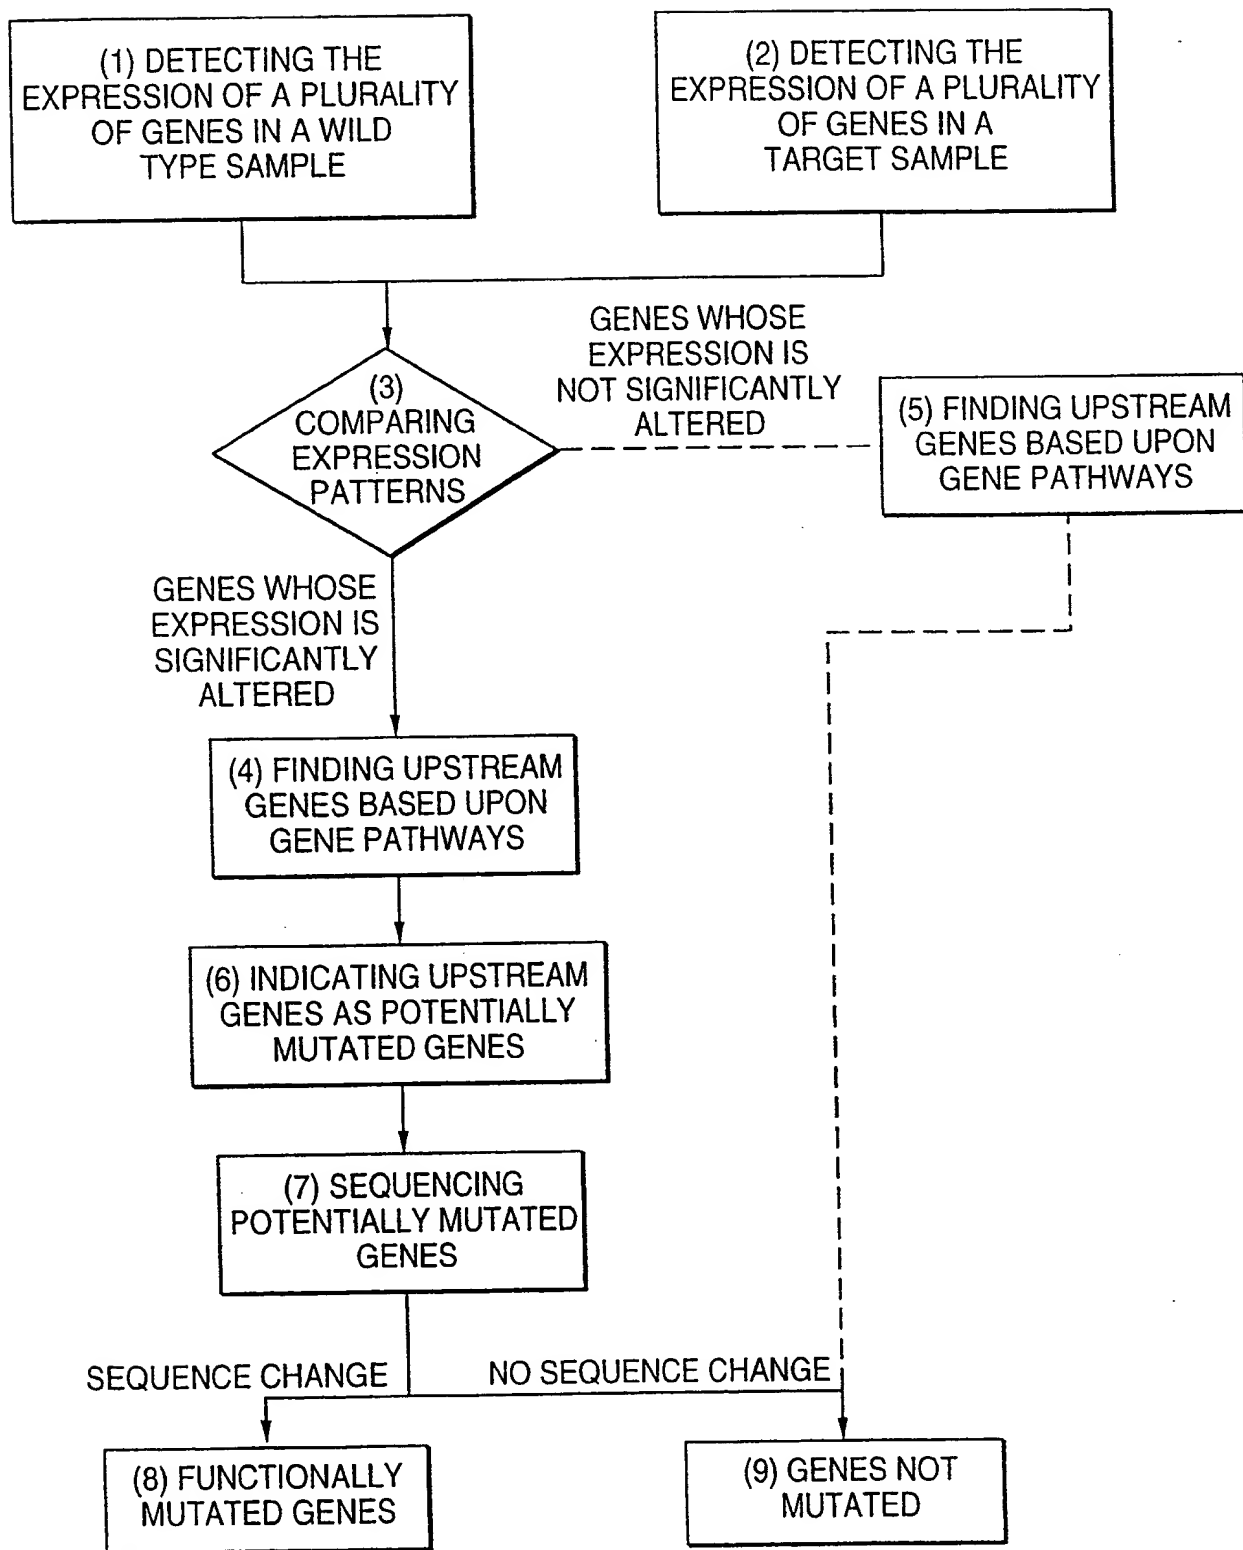 (1) DETECTING THE
EXPRESSION OF A PLURALITY
OF GENES IN A WILD
TYPE SAMPLE
(2) DETECTING THE
EXPRESSION OF A PLURALITY
OF GENES IN A
TARGET SAMPLE
(3)
COMPARING
EXPRESSION
PATTERNS
GENES WHOSE
EXPRESSION IS
NOT SIGNIFICANTLY
ALTERED
(5) FINDING UPSTREAM
GENES BASED UPON
GENE PATHWAYS
GENES WHOSE
EXPRESSION IS
SIGNIFICANTLY
ALTERED
(4) FINDING UPSTREAM
GENES BASED UPON
GENE PATHWAYS
(6) INDICATING UPSTREAM
GENES AS POTENTIALLY
MUTATED GENES
(7) SEQUENCING
POTENTIALLY MUTATED
GENES
SEQUENCE CHANGE
NO SEQUENCE CHANGE
(8) FUNCTIONALLY
MUTATED GENES
(9) GENES NOT
MUTATED